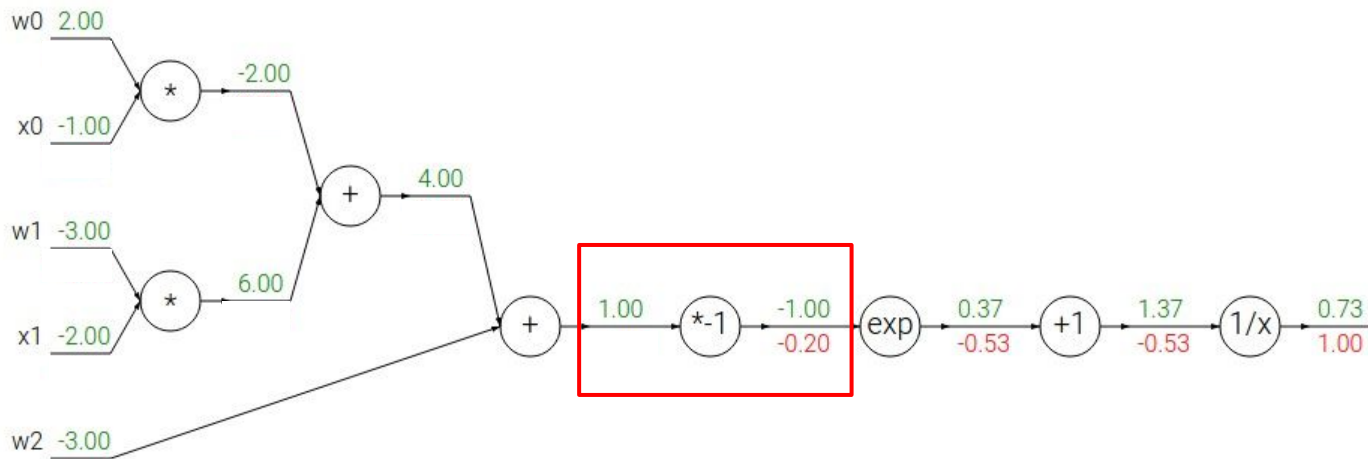 w0 2.00
* -2.00
x0 -1.00
+ 4.00
w1 -3.00
* 6.00
x1 -2.00
+ 1.00 *-1 -1.00 exp 0.37 +1 1.37 1/x 0.73
-0.20 -0.53 -0.53 1.00
w2 -3.00